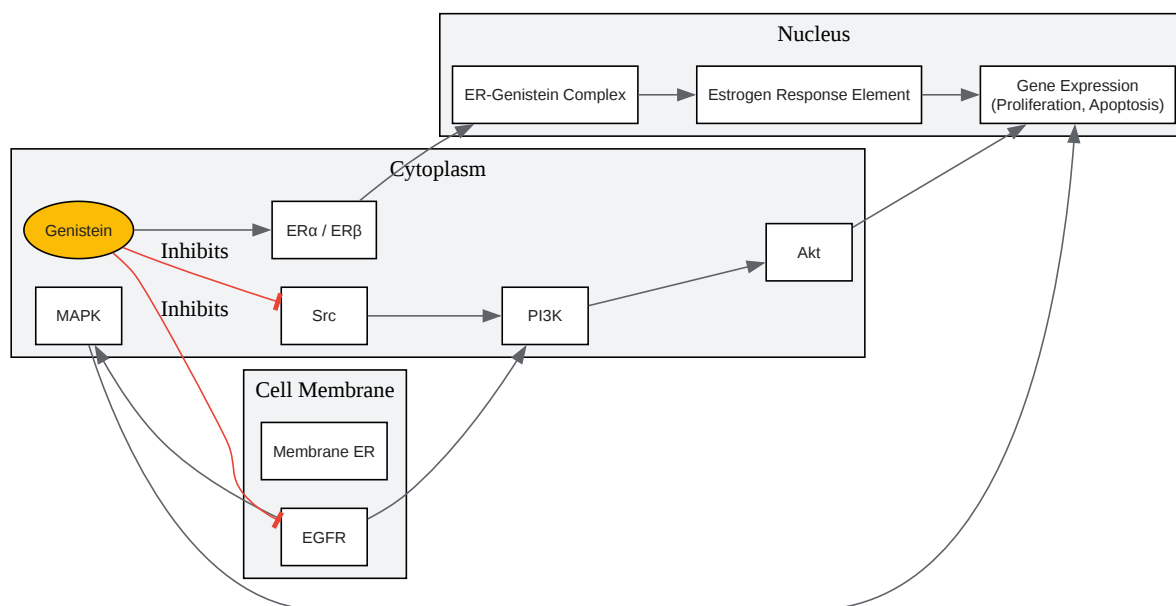 Nucleus
ER-Genistein Complex
Estrogen Response Element
Gene Expression
(Proliferation, Apoptosis)
Cytoplasm
Genistein
ERα / ERβ
Inhibits
Akt
Inhibits
MAPK
Src
PI3K
Cell Membrane
Membrane ER
EGFR